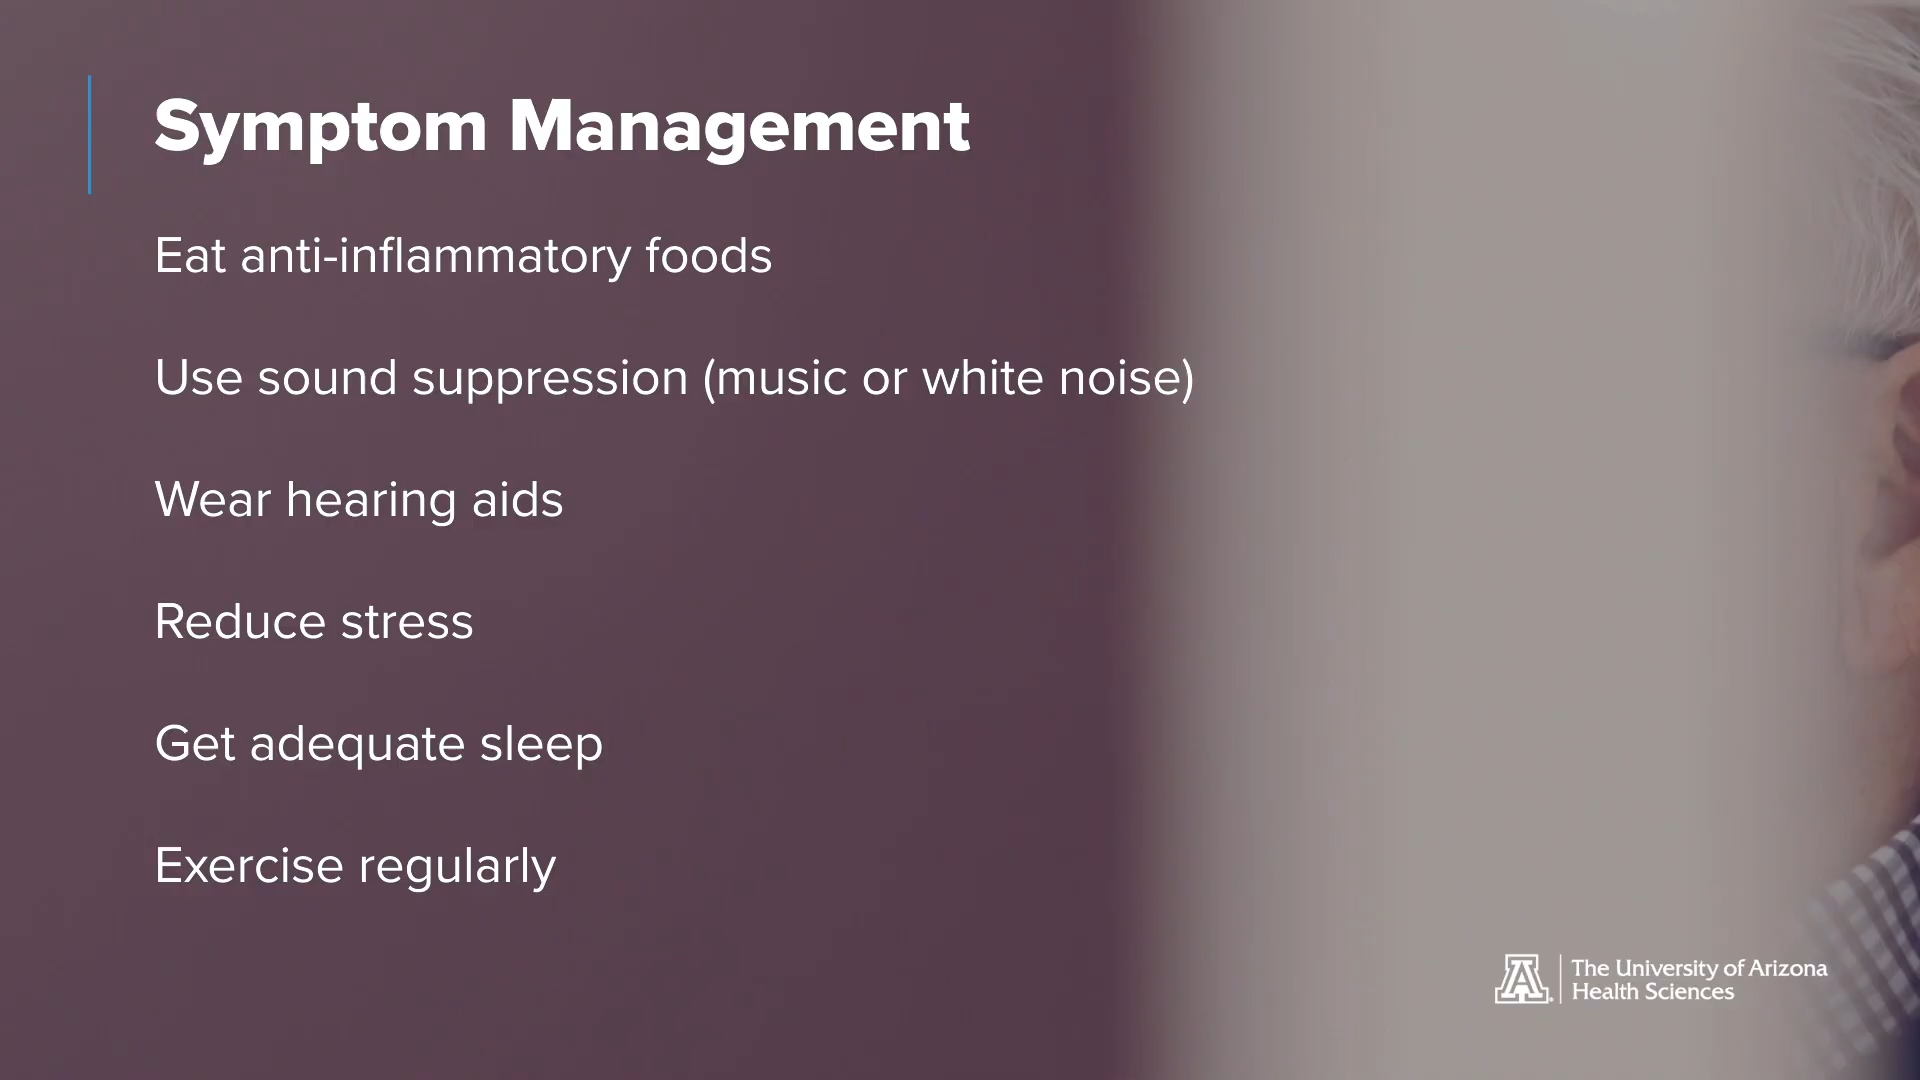 Symptom Management
Eat anti-inflammatory foods
Use sound suppression (music or white noise)
Wear hearing aids
Reduce stress
Get adequate sleep
Exercise regularly
A
The University of Arizona
Health Sciences